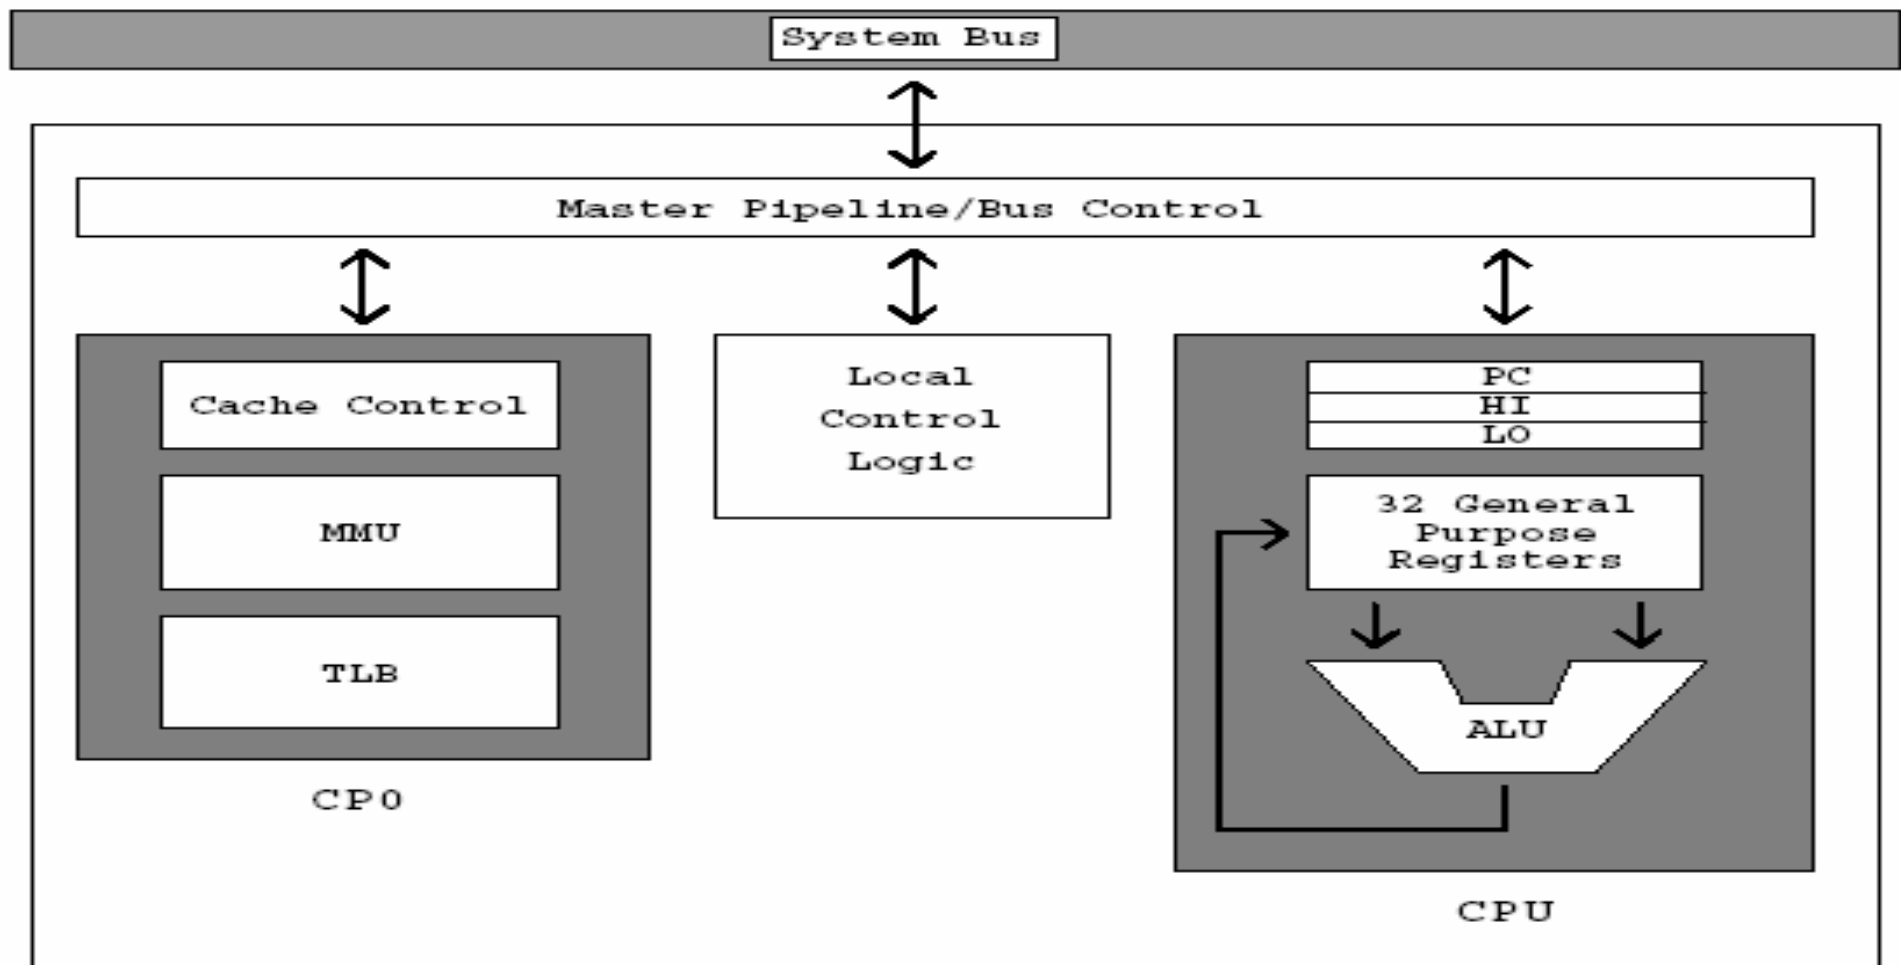 System Bus
Master Pipeline/Bus Control
Cache Control
MMU
TLB
CP0
Local
Control
Logic
PC
HI
LO
32 General
Purpose
Registers
ALU
CPU